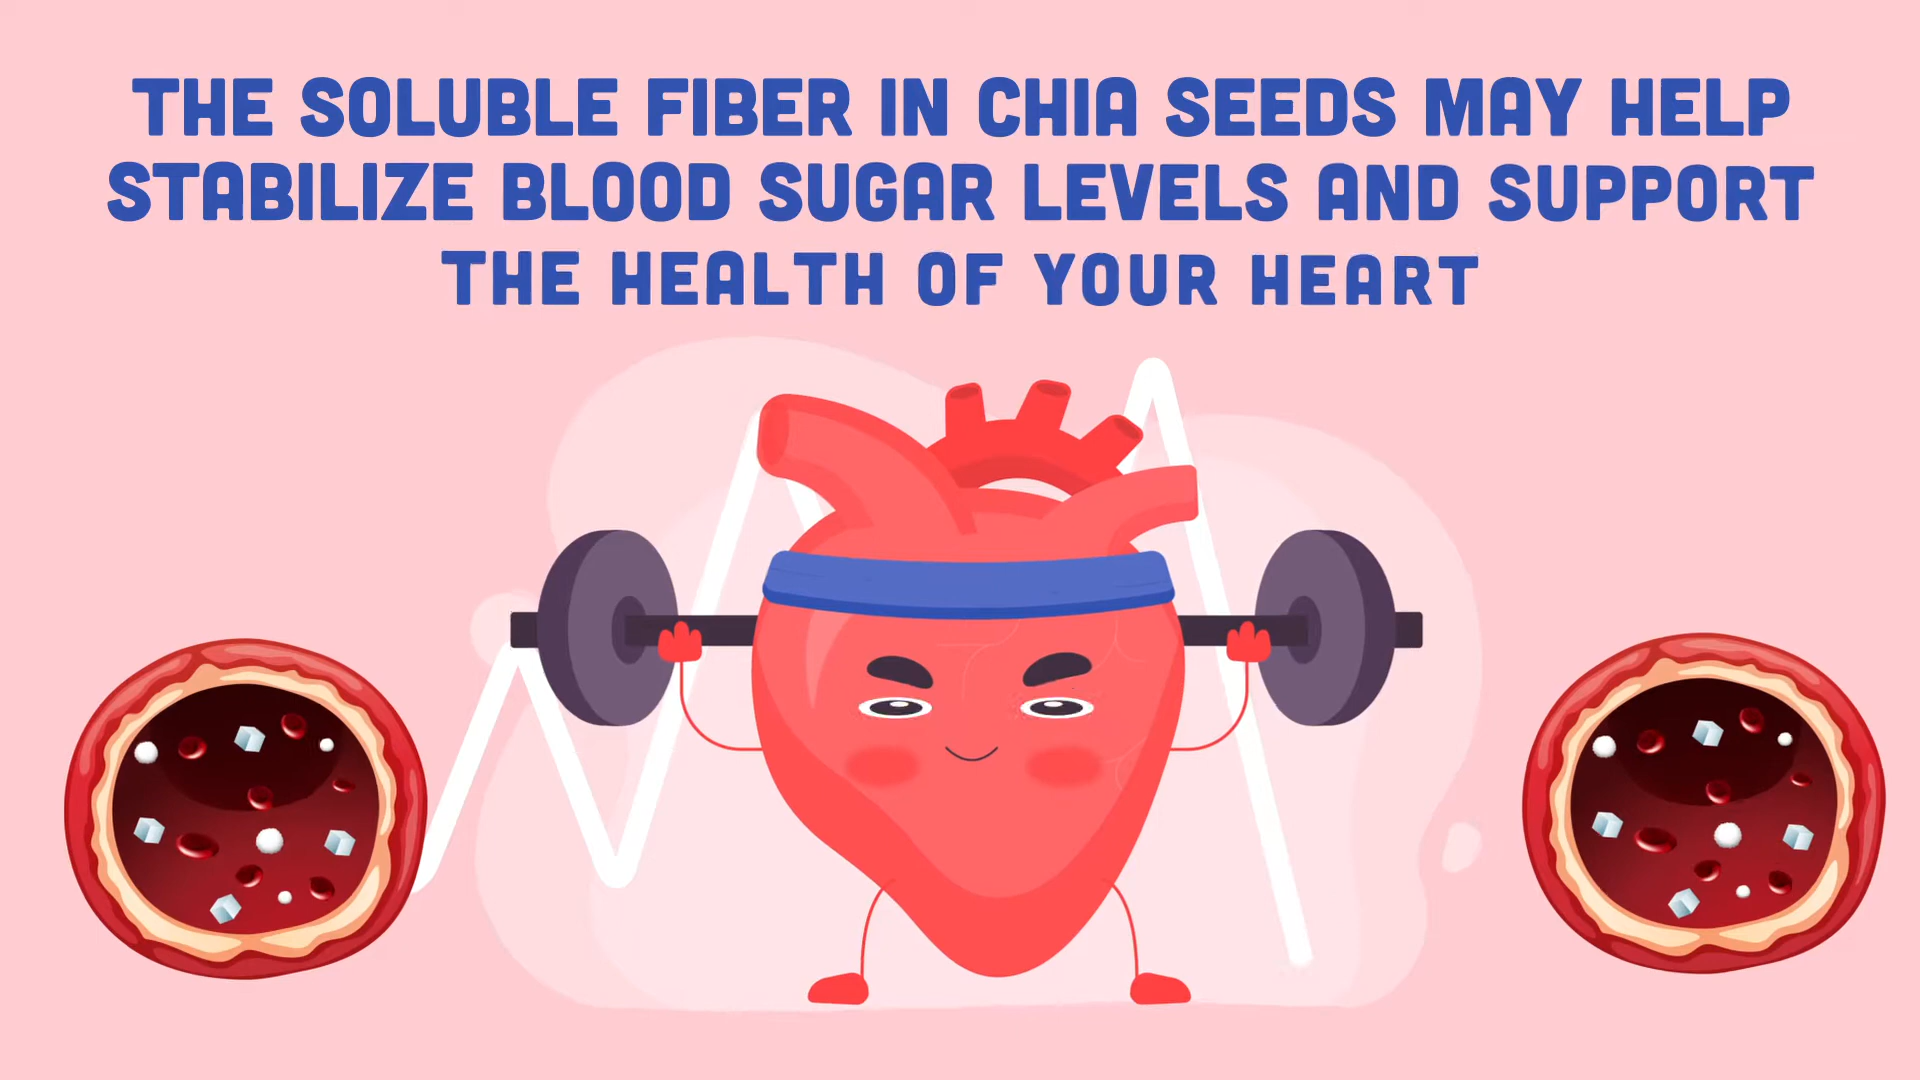 THE SOLUBLE FIBER IN CHIA SEEDS MAY HELP
STABILIZE BLOOD SUGAR LEVELS AND SUPPORT
THE HEALTH OF YOUR HEART